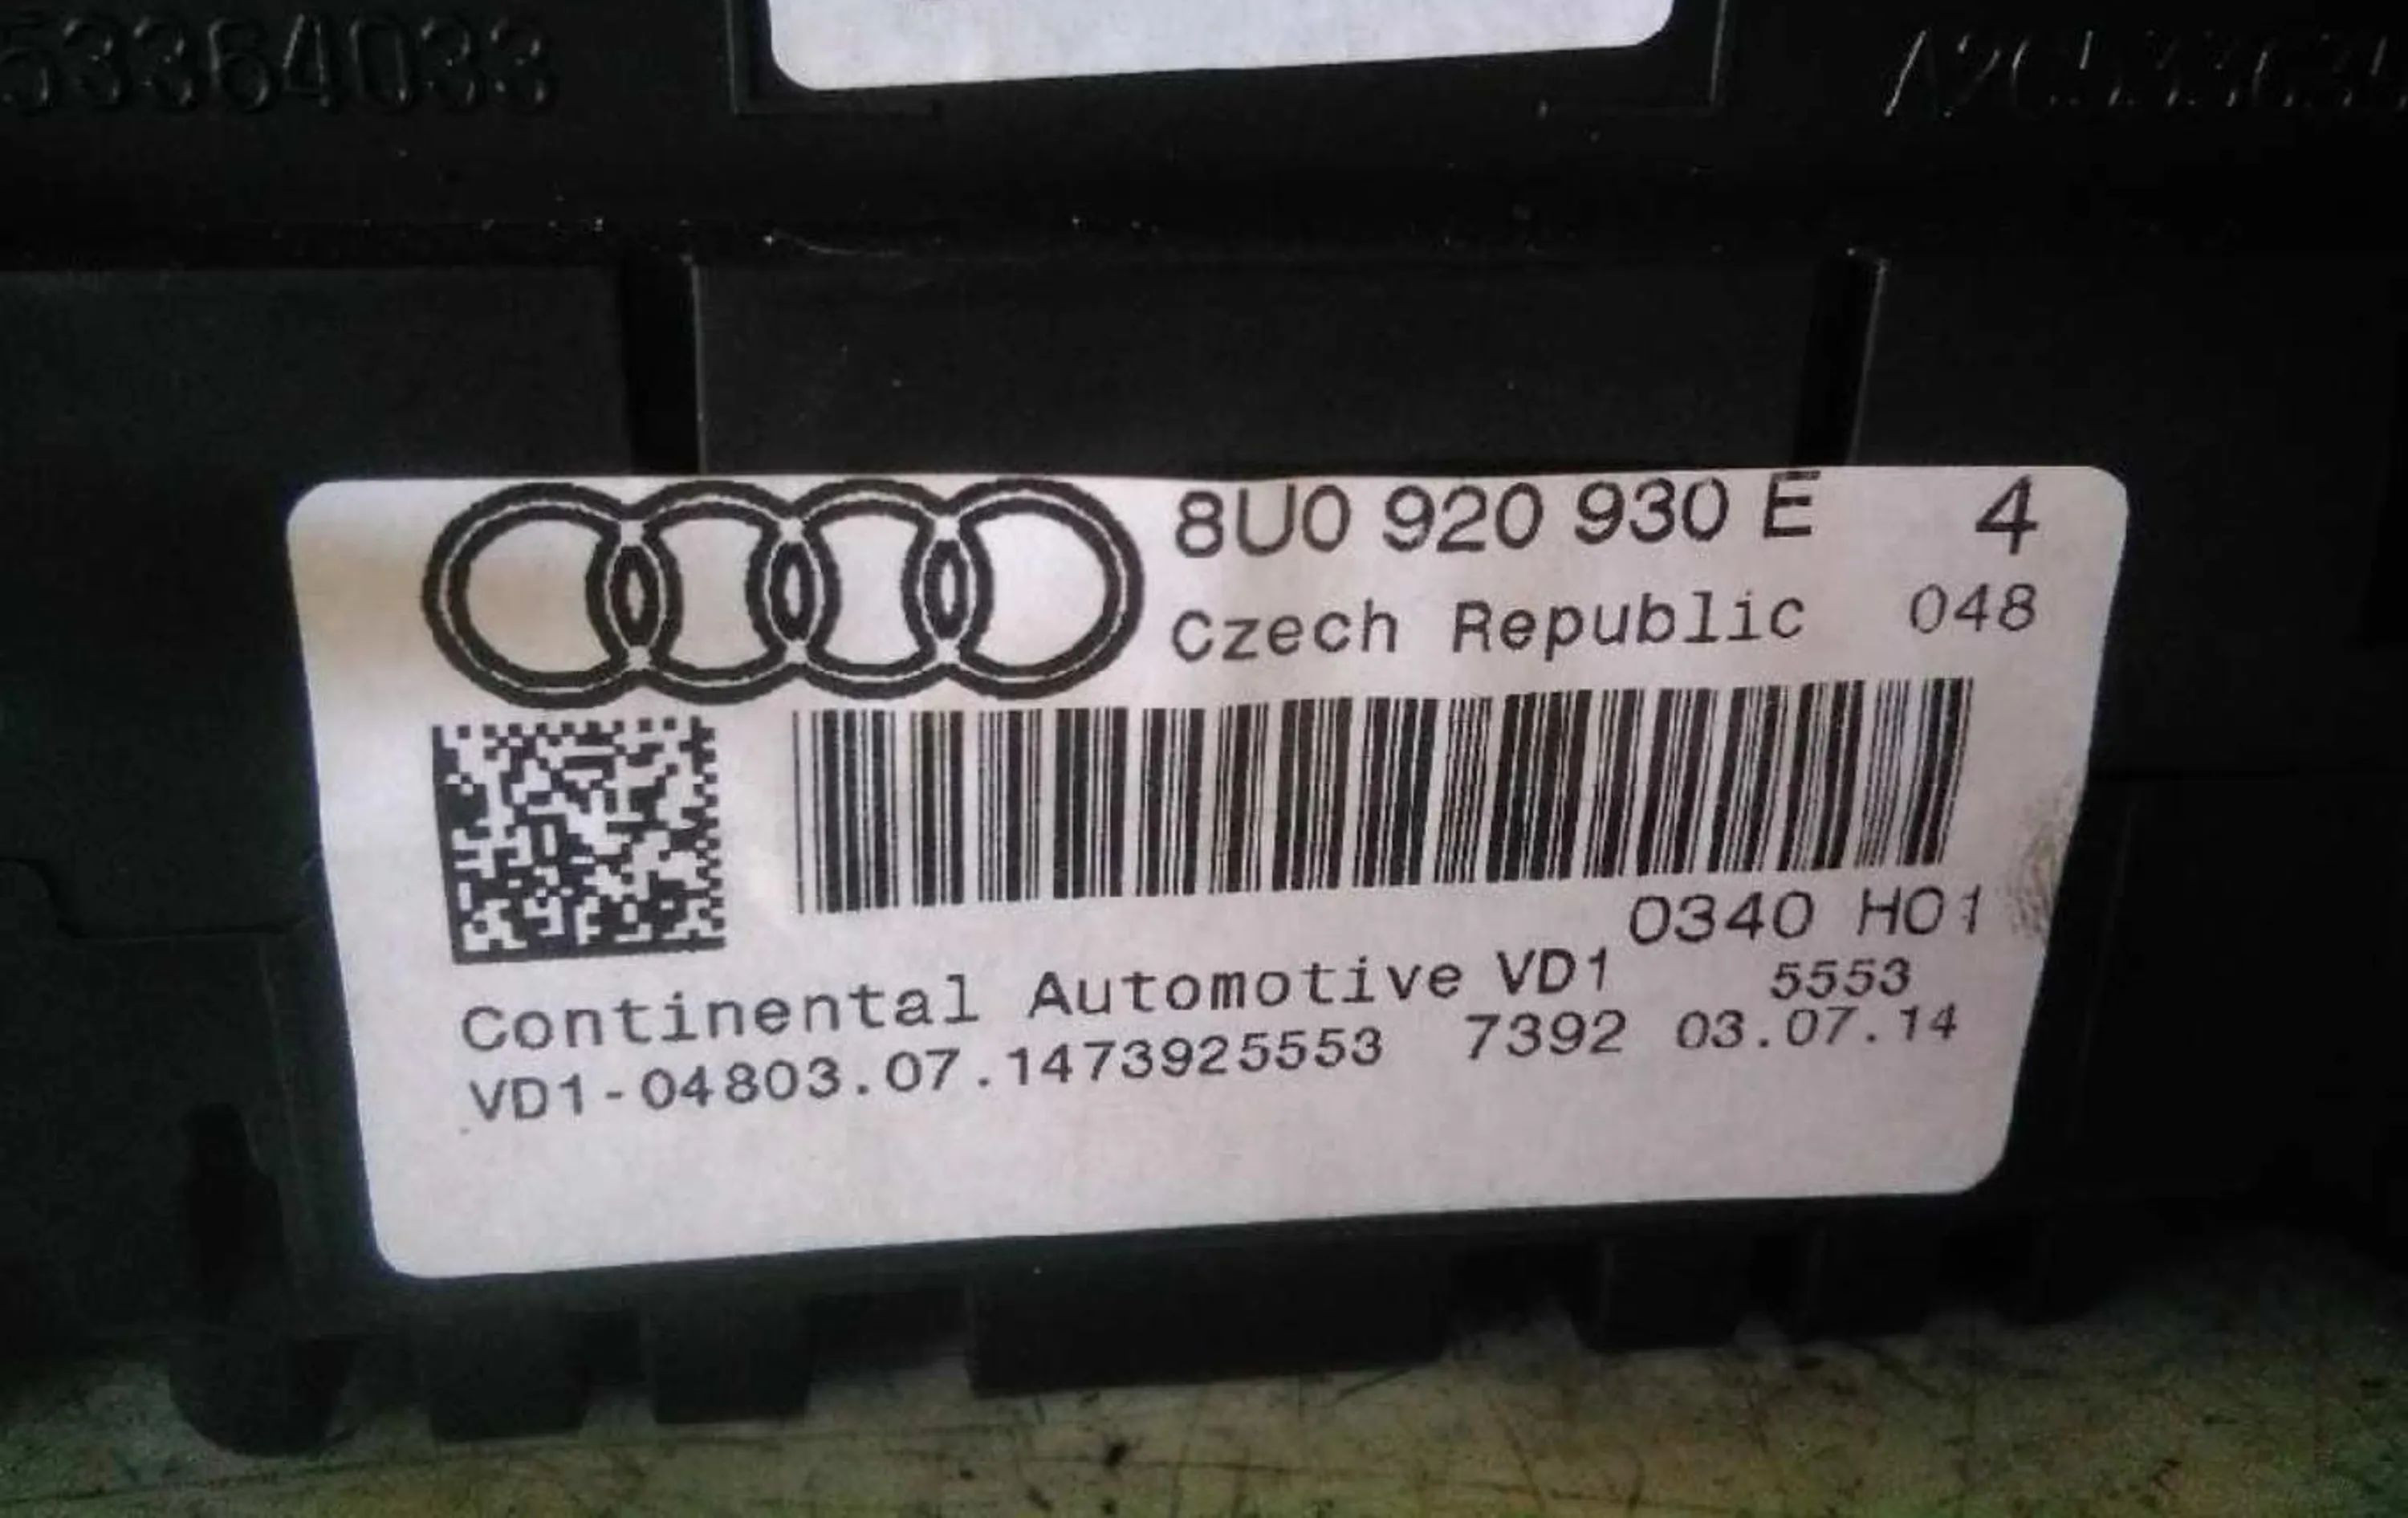 53364033
8U0 920 930 E 4
Czech Republic 048
0340 H01
Continental Automotive VD1 5553
VD1-04803.07.1473925553 7392 03.07.14